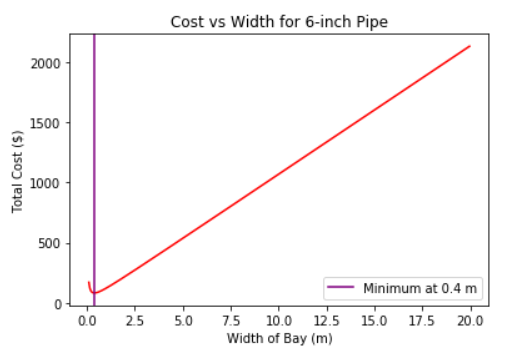 Cost vs Width for 6-inch Pipe
Total Cost ($)
2000
1500
1000
500
0
Minimum at 0.4 m
0.0 2.5 5.0 7.5 10.0 12.5 15.0 17.5 20.0
Width of Bay (m)